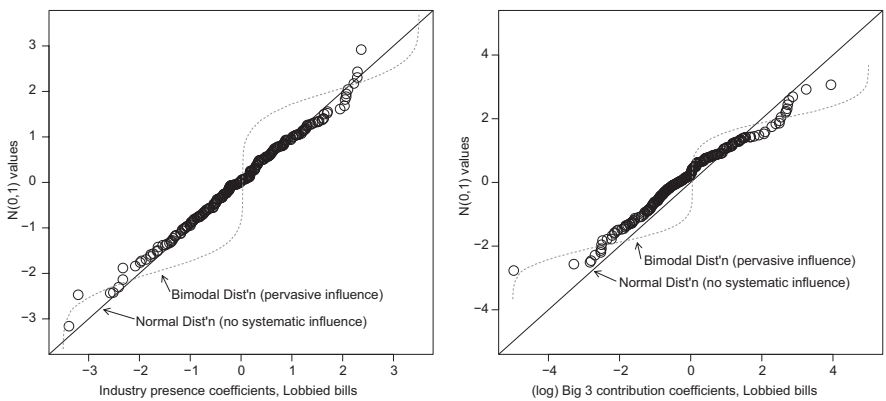 3
2
1
0
−1
−2
−3
N(0,1) values
Bimodal Dist'n (pervasive influence)
Normal Dist'n (no systematic influence)
−3 −2 −1 0 1 2 3
Industry presence coefficients, Lobbied bills
4
2
0
−2
−4
N(0,1) values
Bimodal Dist'n (pervasive influence)
Normal Dist'n (no systematic influence)
−4 −2 0 2 4
(log) Big 3 contribution coefficients, Lobbied bills